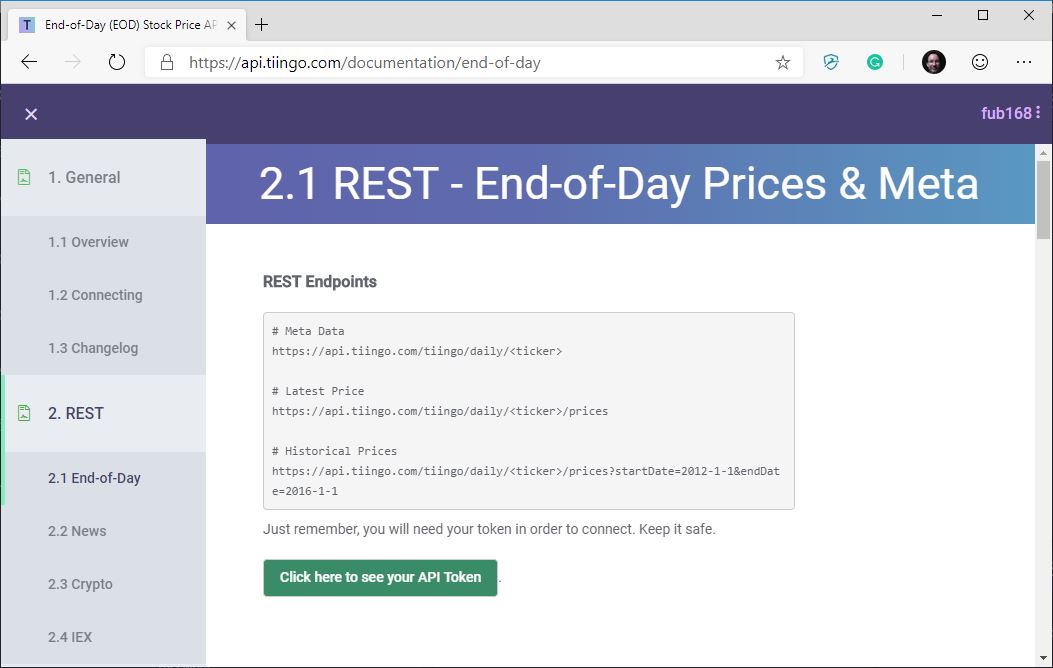 T End-of-Day (EOD) Stock Price AP
https://api.tiingo.com/documentation/end-of-day
fub168
1. General
1.1 Overview
1.2 Connecting
1.3 Changelog
2. REST
2.1 End-of-Day
2.2 News
2.3 Crypto
2.4 IEX
2.1 REST - End-of-Day Prices & Meta
REST Endpoints
# Meta Data
https://api.tiingo.com/tiingo/daily/<ticker>
# Latest Price
https://api.tiingo.com/tiingo/daily/<ticker>/prices
# Historical Prices
https://api.tiingo.com/tiingo/daily/<ticker>/prices?startDate=2012-1-1&endDat
e=2016-1-1
Just remember, you will need your token in order to connect. Keep it safe.
Click here to see your API Token.